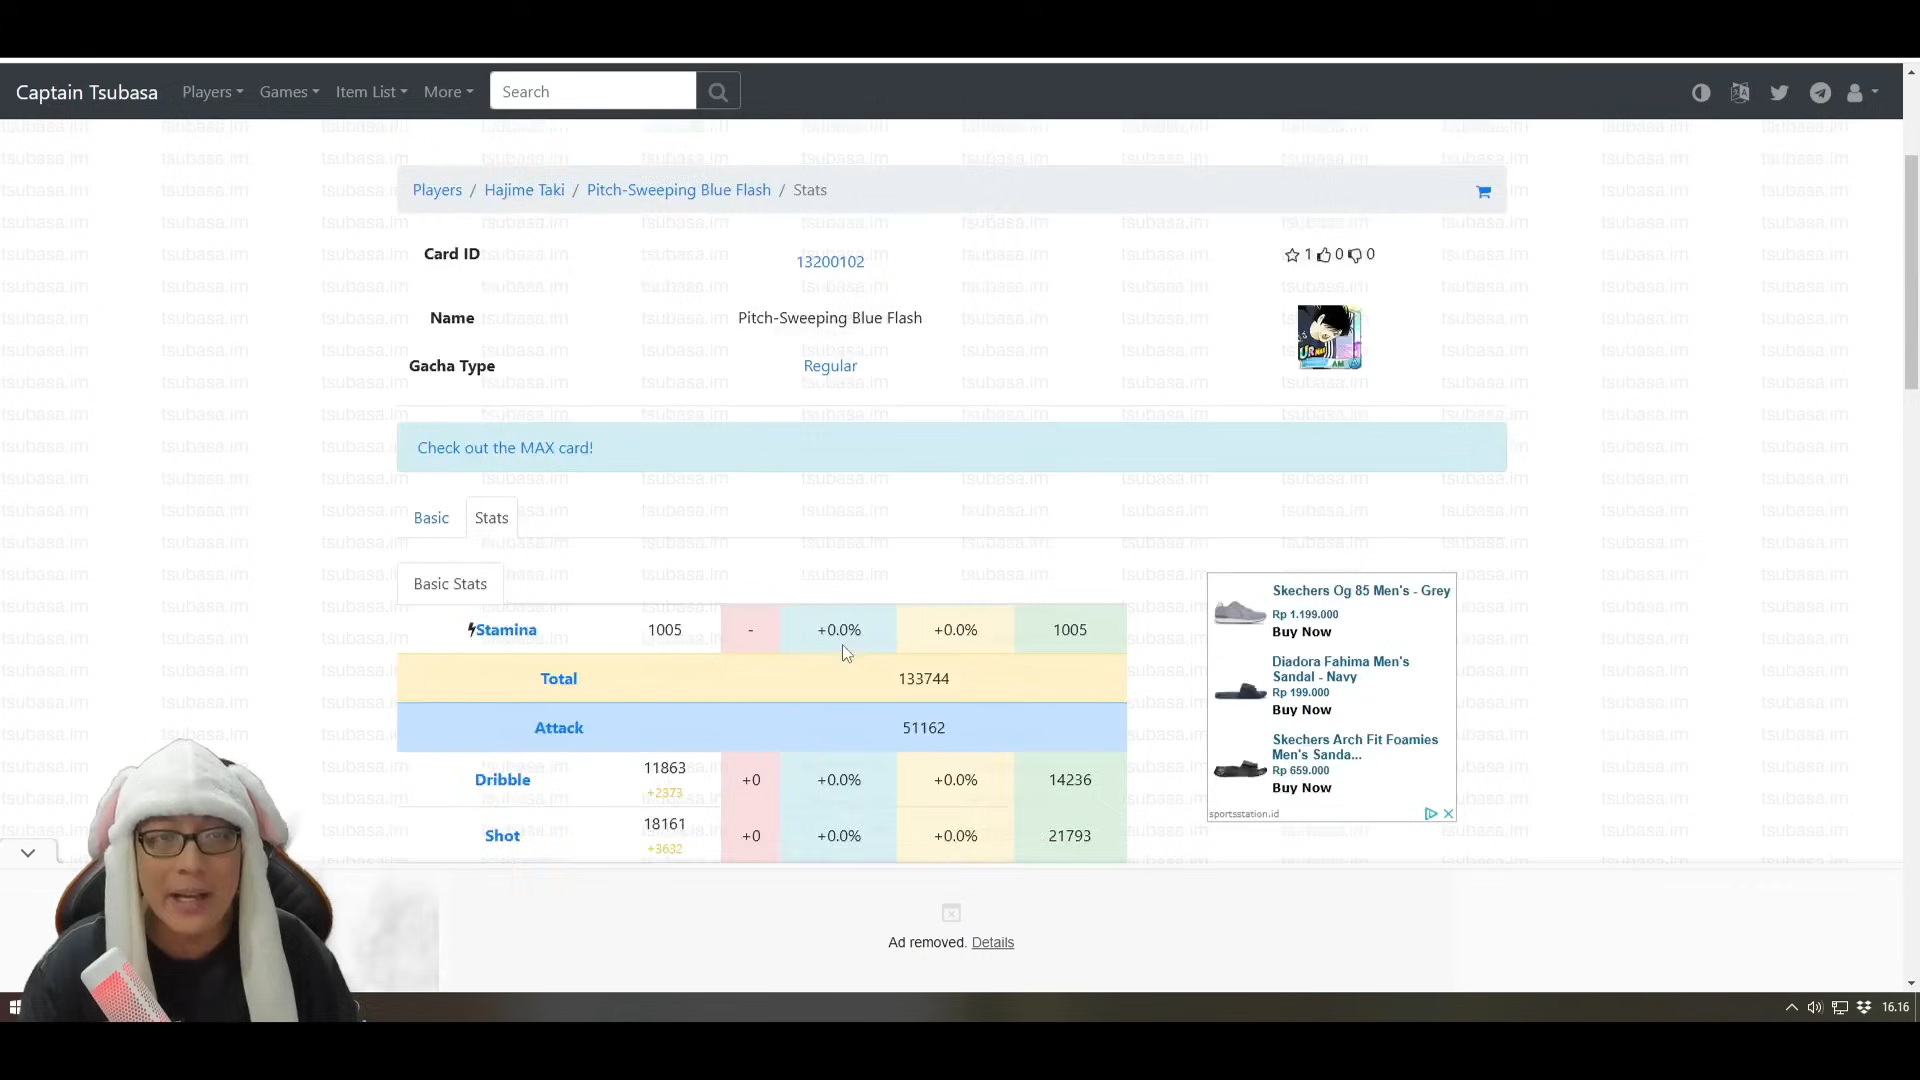 Captain Tsubasa Players Games Item List More Search
Players / Hajime Taki / Pitch-Sweeping Blue Flash / Stats
Card ID 13200102 1 0 0
Name Pitch-Sweeping Blue Flash
UR MAX
AM
Gacha Type Regular
Check out the MAX card!
Basic Stats
Basic Stats
Stamina 1005 - +0.0% +0.0% 1005
Total 133744
Attack 51162
Dribble 11863 +2373 +0 +0.0% +0.0% 14236
Shot 18161 +3632 +0 +0.0% +0.0% 21793
Skechers Og 85 Men's - Grey
Rp 1.199.000
Buy Now
Diadora Fahima Men's
Sandal - Navy
Rp 199.000
Buy Now
Skechers Arch Fit Foamies
Men's Sanda...
Rp 659.000
Buy Now
sportsstation.id
Ad removed. Details
16.16
tsubasa.im